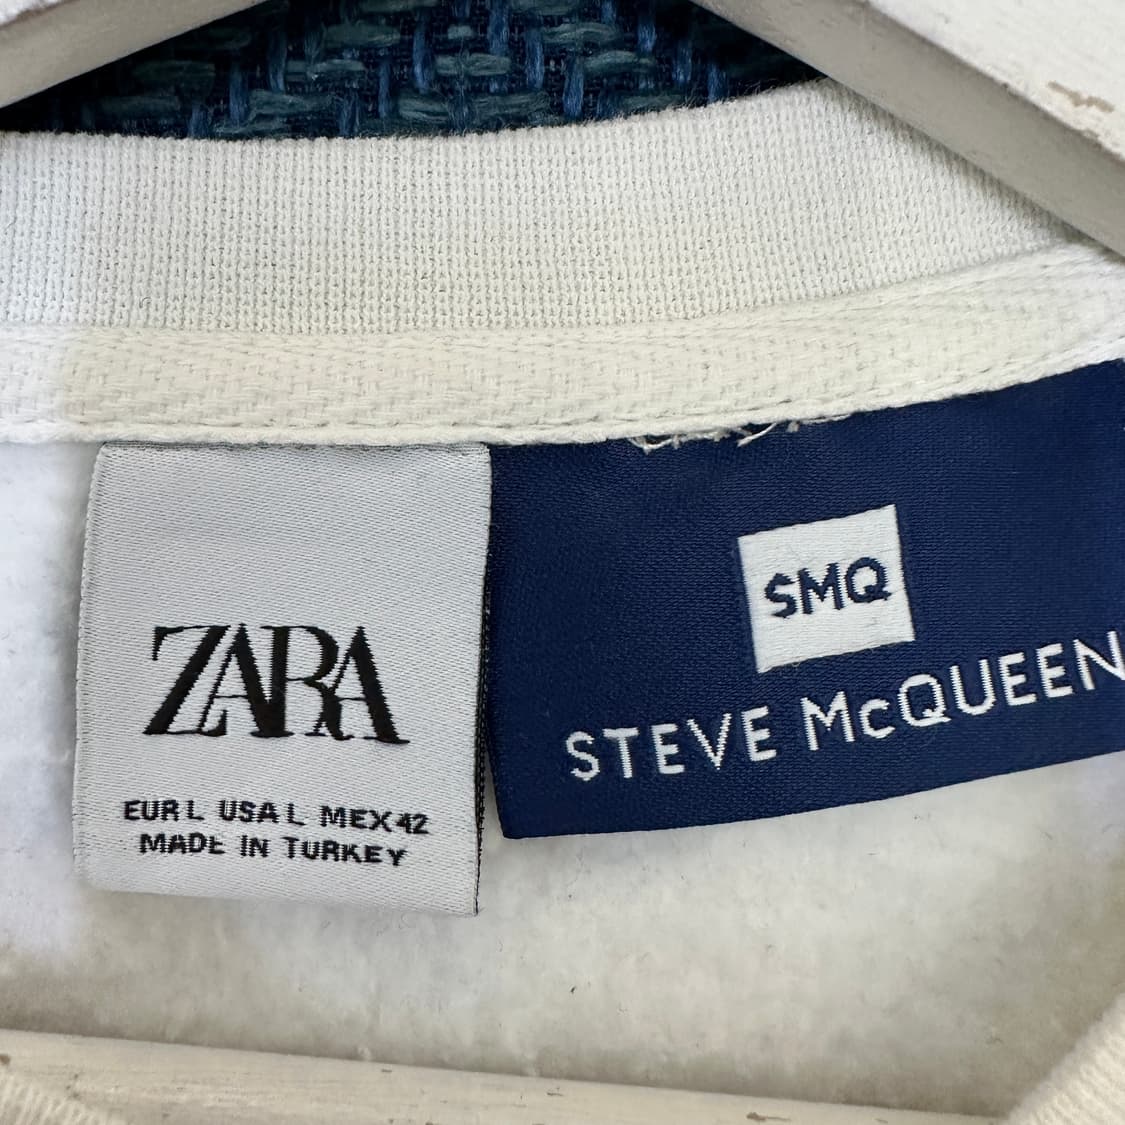 ZARA
EUR L USA L MEX 42
MADE IN TURKEY
SMQ
STEVE McQUEEN